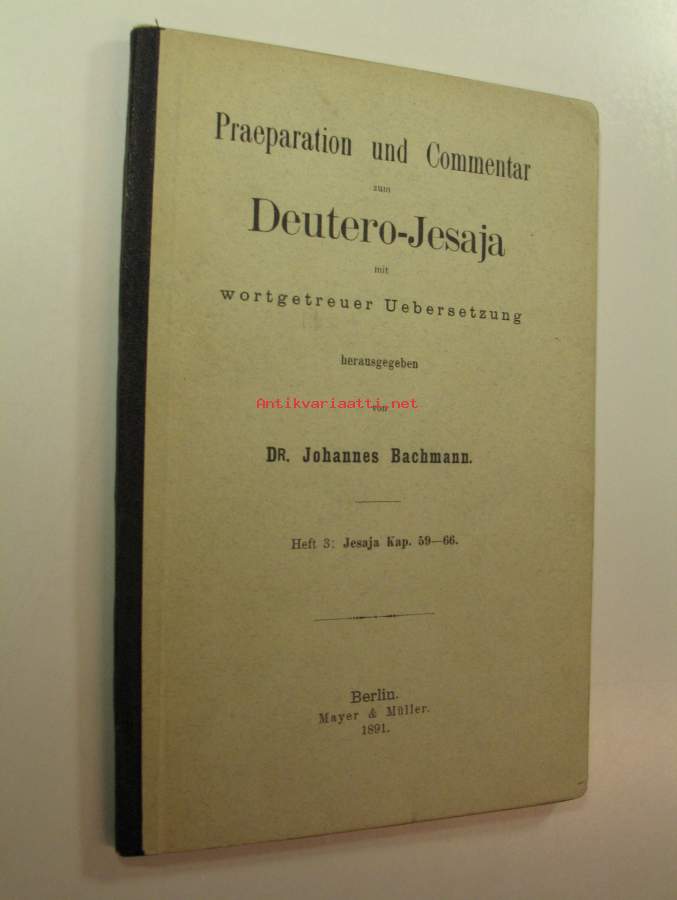 Praeparation und Commentar
zum
Deutero-Jesaja
mit
wortgetreuer Uebersetzung
herausgegeben
Antikvariaatti.net
von
DR. Johannes Bachmann.
Heft 3: Jesaja Kap. 59—66.
Berlin.
Mayer & Müller.
1891.